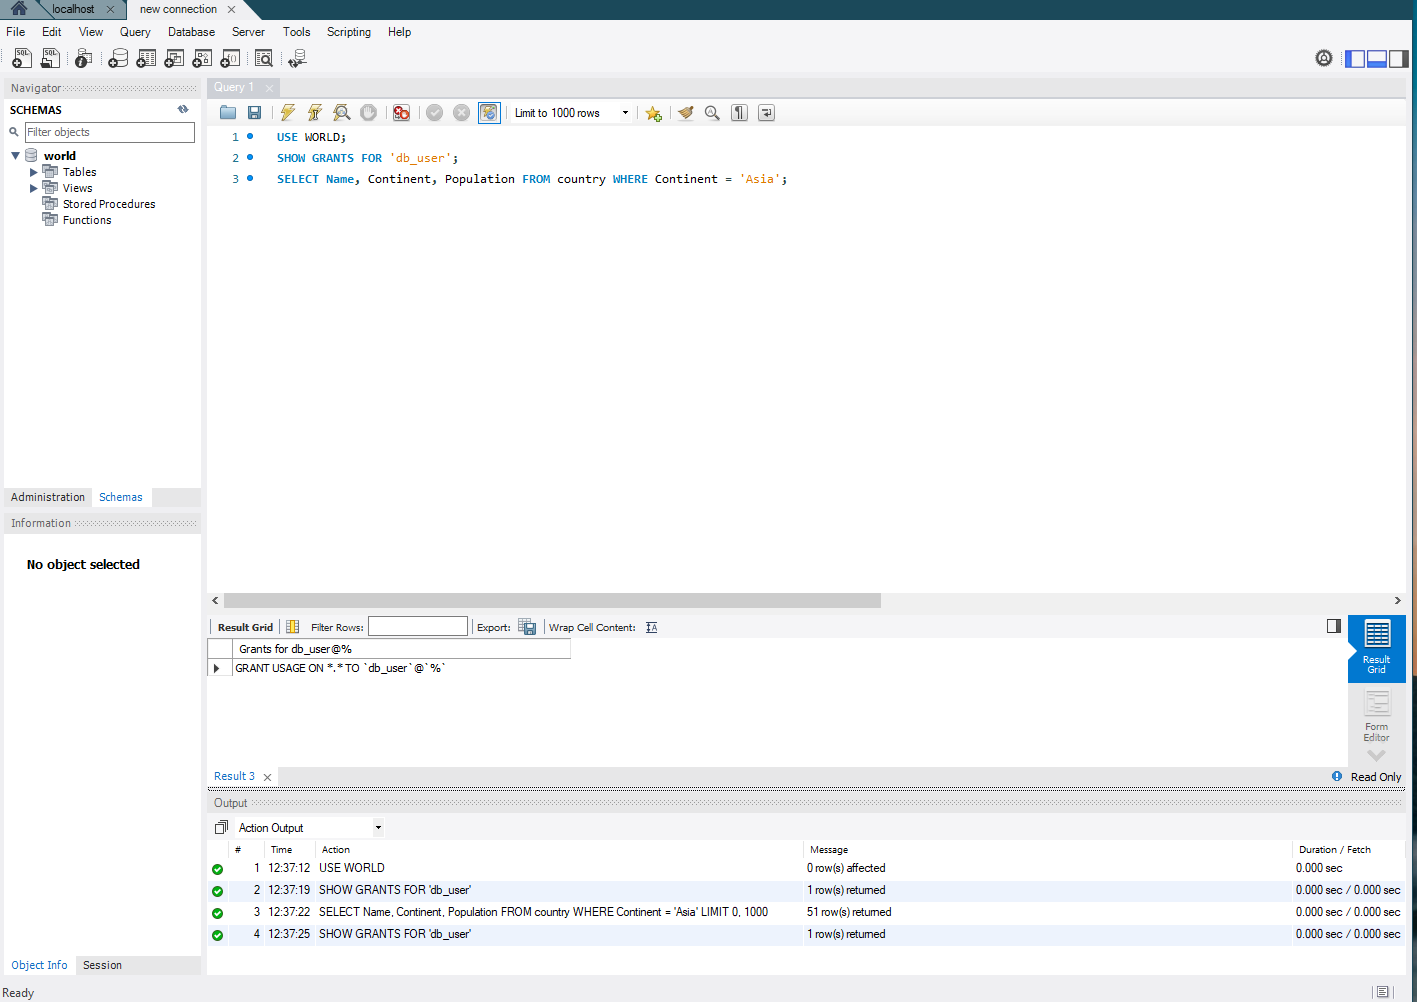 localhost
new connection
File Edit View Query Database Server Tools Scripting Help
Navigator
SCHEMAS
Filter objects
world
Tables
Views
Stored Procedures
Functions
Administration Schemas
Information
No object selected
Object Info Session
Query 1
Limit to 1000 rows
1 USE WORLD;
2 SHOW GRANTS FOR 'db_user';
3 SELECT Name, Continent, Population FROM country WHERE Continent = 'Asia';
Result Grid Filter Rows: Export: Wrap Cell Content:
Grants for db_user@%
GRANT USAGE ON *.* TO `db_user`@`%`
Result Grid
Form Editor
Result 3
Read Only
Output
Action Output
# Time Action Message Duration / Fetch
1 12:37:12 USE WORLD 0 row(s) affected 0.000 sec
2 12:37:19 SHOW GRANTS FOR 'db_user' 1 row(s) returned 0.000 sec / 0.000 sec
3 12:37:22 SELECT Name, Continent, Population FROM country WHERE Continent = 'Asia' LIMIT 0, 1000 51 row(s) returned 0.000 sec / 0.000 sec
4 12:37:25 SHOW GRANTS FOR 'db_user' 1 row(s) returned 0.000 sec / 0.000 sec
Ready